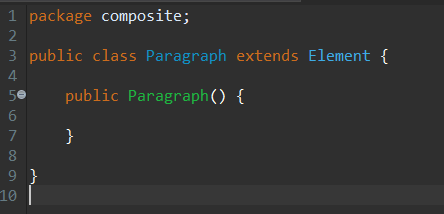 1 package composite;
2
3 public class Paragraph extends Element {
4
5     public Paragraph() {
6
7     }
8
9 }
10